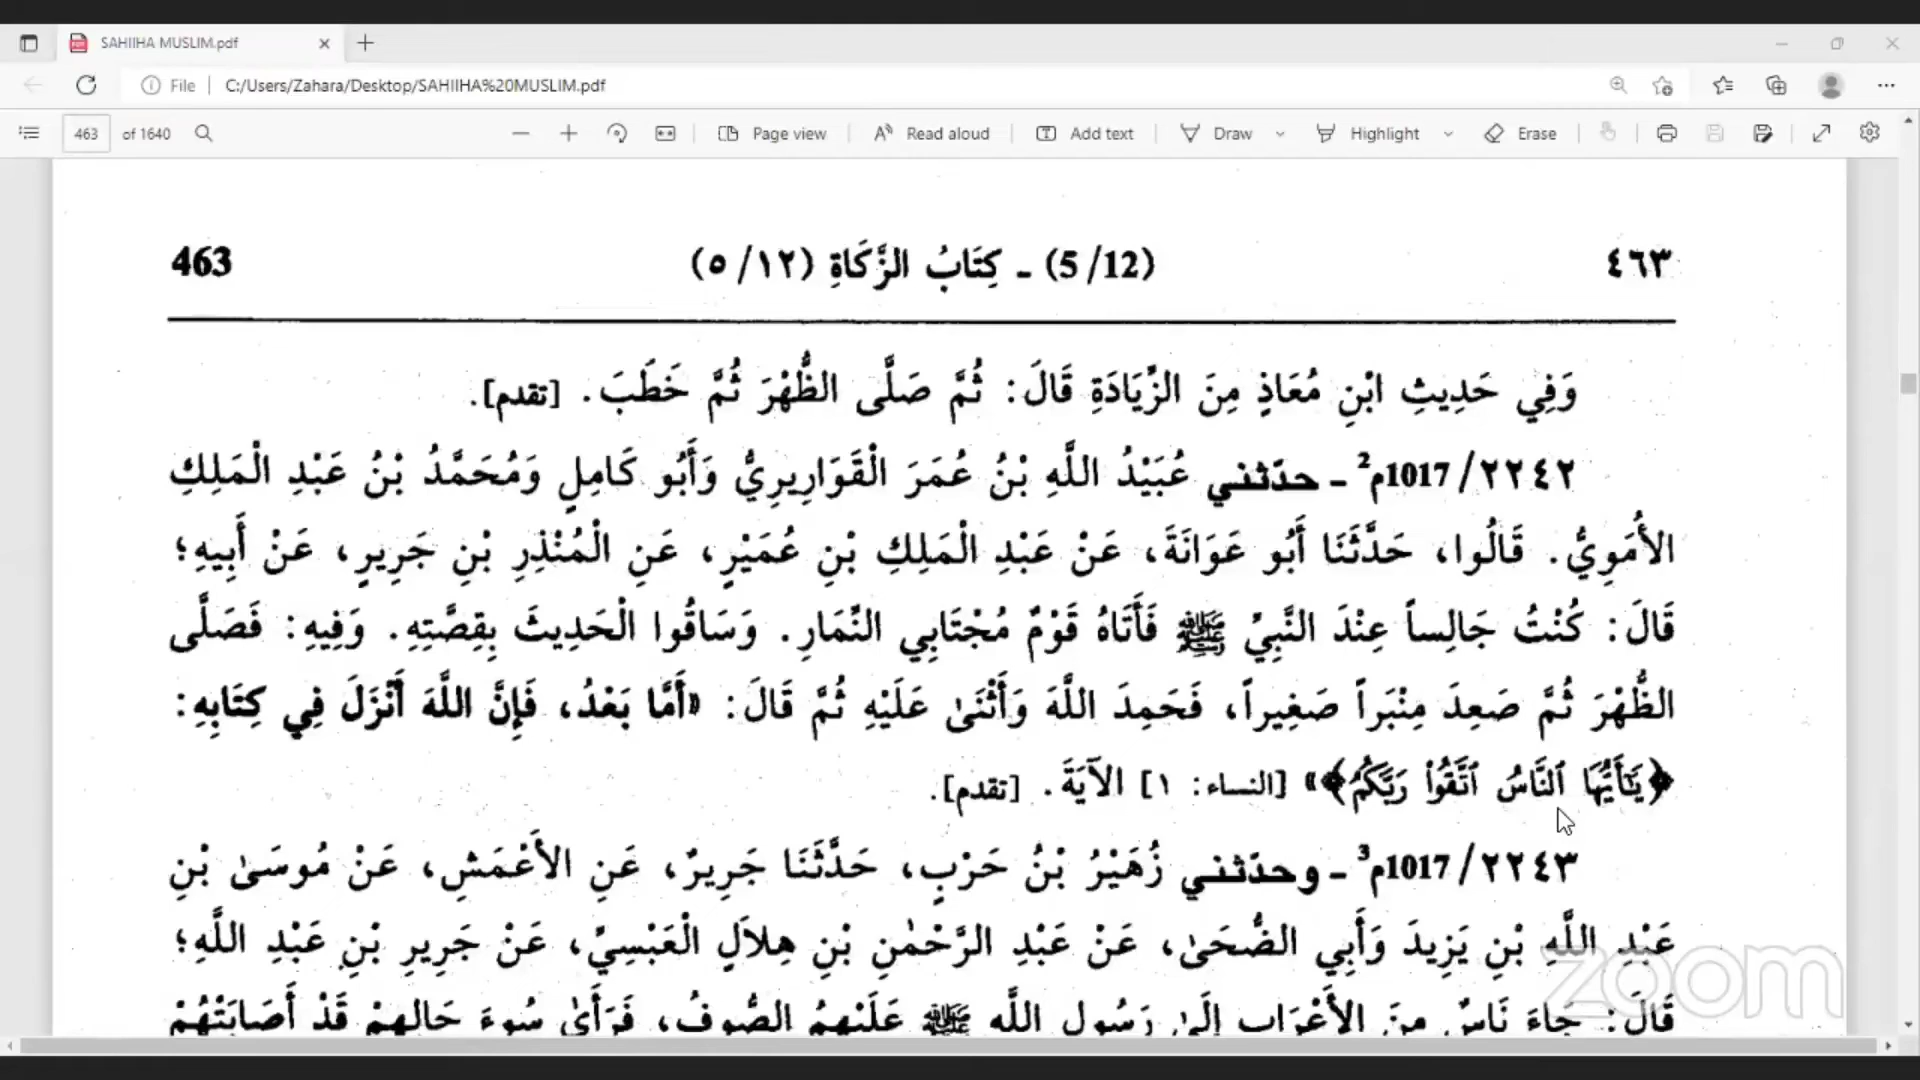 SAHIIHA MUSLIM.pdf
File C:/Users/Zahara/Desktop/SAHIIHA%20MUSLIM.pdf
463 of 1640 Page view Read aloud Add text Draw Highlight Erase
٤٦٣ (5/12) ـ كِتَابُ الزَّكَاةِ (٥/١٢) 463
وَفِي حَدِيثِ ابْنِ مُعَاذٍ مِنَ الزِّيَادَةِ قَالَ: ثُمَّ صَلَّى الظُّهْرَ ثُمَّ خَطَبَ. [تقدم].
٢٢٤٢/1017م² ـ حدّثني عُبَيْدُ اللَّهِ بْنُ عُمَرَ الْقَوَارِيرِيُّ وَأَبُو كَامِلٍ وَمُحَمَّدُ بْنُ عَبْدِ الْمَلِكِ
الأُمَوِيُّ. قَالُوا، حَدَّثَنَا أَبُو عَوَانَةَ، عَنْ عَبْدِ الْمَلِكِ بْنِ عُمَيْرٍ، عَنِ الْمُنْذِرِ بْنِ جَرِيرٍ، عَنْ أَبِيهِ؛
قَالَ: كُنْتُ جَالِساً عِنْدَ النَّبِيِّ ﷺ فَأَتَاهُ قَوْمٌ مُجْتَابِي النِّمَارِ. وَسَاقُوا الْحَدِيثَ بِقِصَّتِهِ. وَفِيهِ: فَصَلَّى
الظُّهْرَ ثُمَّ صَعِدَ مِنْبَراً صَغِيراً، فَحَمِدَ اللَّهَ وَأَثْنَىٰ عَلَيْهِ ثُمَّ قَالَ: «أَمَّا بَعْدُ، فَإِنَّ اللَّهَ أَنْزَلَ فِي كِتَابِهِ:
﴿يَٰٓأَيُّهَا ٱلنَّاسُ ٱتَّقُوا۟ رَبَّكُمُ﴾» [النساء: ١] الآيَةَ. [تقدم].
٢٢٤٣/1017م³ ـ وحدّثني زُهَيْرُ بْنُ حَرْبٍ، حَدَّثَنَا جَرِيرٌ، عَنِ الأَعْمَشِ، عَنْ مُوسَىٰ بْنِ
عَبْدِ اللَّهِ بْنِ يَزِيدَ وَأَبِي الضُّحَىٰ، عَنْ عَبْدِ الرَّحْمٰنِ بْنِ هِلاَلٍ الْعَبْسِيِّ، عَنْ جَرِيرِ بْنِ عَبْدِ اللَّهِ؛
قَالَ: جَاءَ نَاسٌ مِنَ الأَعْرَابِ إِلَىٰ رَسُولِ اللَّهِ ﷺ عَلَيْهِمُ الصُّوفُ، فَرَأَىٰ سُوءَ حَالِهِمْ قَدْ أَصَابَتْهُمْ
zoom